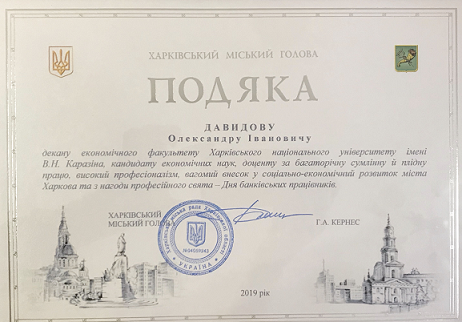 ХАРКІВСЬКИЙ МІСЬКИЙ ГОЛОВА
ПОДЯКА
ДАВИДОВУ
Олександру Івановичу
декану економічного факультету Харківського національного університету імені
В.Н. Каразіна, кандидату економічних наук, доценту за багаторічну сумлінну й плідну
працю, високий професіоналізм, вагомий внесок у соціально-економічний розвиток міста
Харкова та з нагоди професійного свята – Дня банківських працівників.
ХАРКІВСЬКИЙ
МІСЬКИЙ ГОЛОВА
Г.А. КЕРНЕС
УКРАЇНА
2019 рік